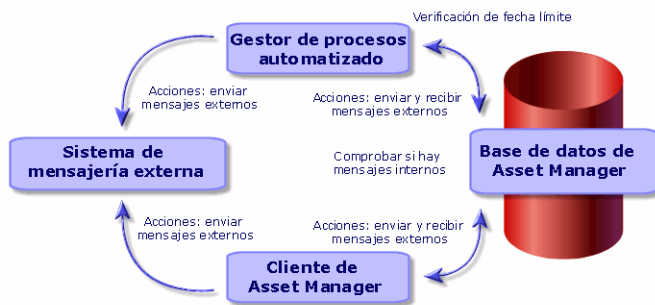 Verificación de fecha límite
Gestor de procesos
automatizado
Acciones: enviar
mensajes externos
Acciones: enviar y recibir
mensajes externos
Sistema de
mensajería externa
Comprobar si hay
mensajes internos
Base de datos de
Asset Manager
Acciones: enviar
mensajes externos
Acciones: enviar y recibir
mensajes externos
Cliente de
Asset Manager